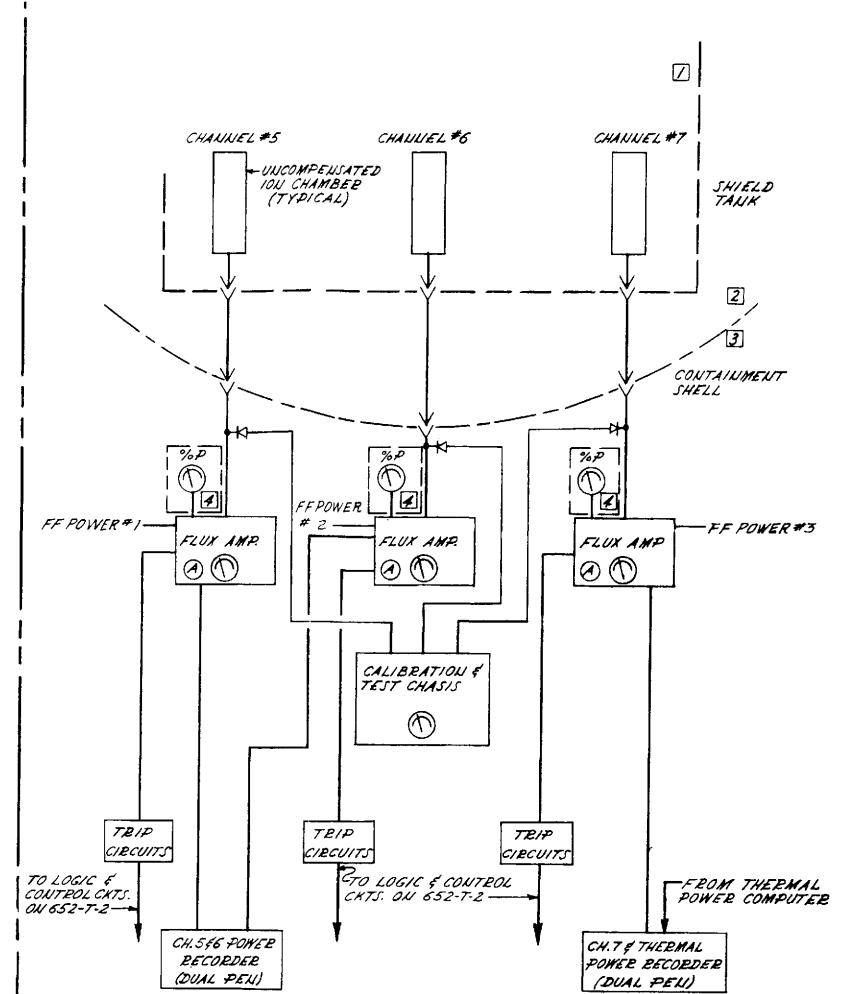 1
CHANNEL #5
CHANNEL #6
CHANNEL #7
UNCOMPENSATED
ION CHAMBER
(TYPICAL)
SHIELD
TANK
2
3
CONTAINMENT
SHELL
%P
4
%P
4
%P
4
FF POWER #1
FLUX AMP.
A
FF POWER
# 2
FLUX AMP.
A
FLUX AMP
A
FF POWER #3
CALIBRATION &
TEST CHASIS
TRIP
CIRCUITS
TRIP
CIRCUITS
TRIP
CIRCUITS
TO LOGIC &
CONTROL CKTS.
ON 652-T-2
TO LOGIC & CONTROL
CKTS. ON 652-T-2
FROM THERMAL
POWER COMPUTER
CH. 5 & 6 POWER
RECORDER
(DUAL PEN)
CH. 7 & THERMAL
POWER RECORDER
(DUAL PEN)